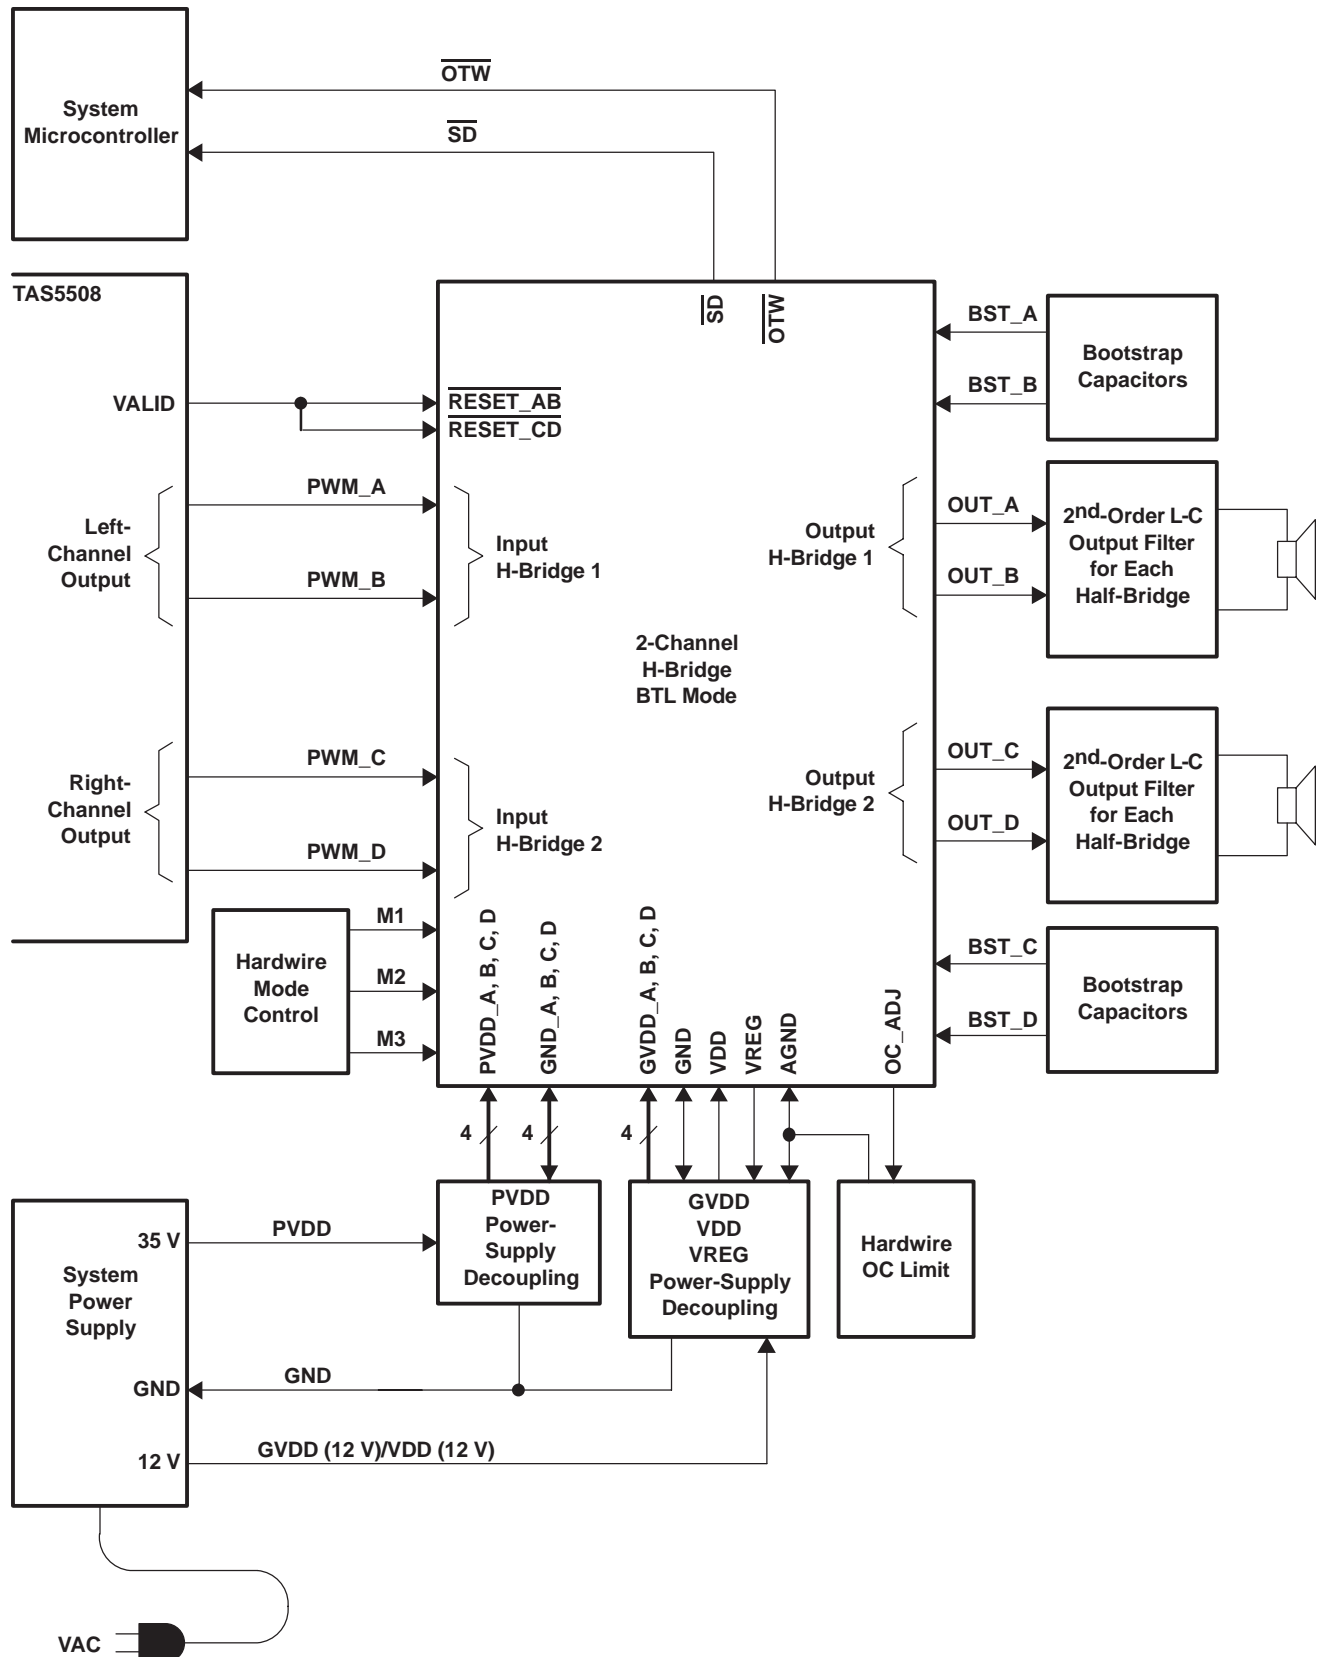 OTW
System
Microcontroller
SD
TAS5508
SD
OTW
BST_A
Bootstrap
Capacitors
BST_B
VALID
RESET_AB
RESET_CD
PWM_A
Left-
Channel
Output
Input
H-Bridge 1
PWM_B
Output
H-Bridge 1
OUT_A
OUT_B
2nd-Order L-C
Output Filter
for Each
Half-Bridge
2-Channel
H-Bridge
BTL Mode
PWM_C
Right-
Channel
Output
Input
H-Bridge 2
PWM_D
Output
H-Bridge 2
OUT_C
OUT_D
2nd-Order L-C
Output Filter
for Each
Half-Bridge
M1
Hardwire
Mode
Control
M2
M3
PVDD_A, B, C, D
GND_A, B, C, D
GVDD_A, B, C, D
GND
VDD
VREG
AGND
OC_ADJ
BST_C
Bootstrap
Capacitors
BST_D
4
4
4
PVDD
Power-
Supply
Decoupling
GVDD
VDD
VREG
Power-Supply
Decoupling
Hardwire
OC Limit
35 V
PVDD
System
Power
Supply
GND
GND
12 V
GVDD (12 V)/VDD (12 V)
VAC